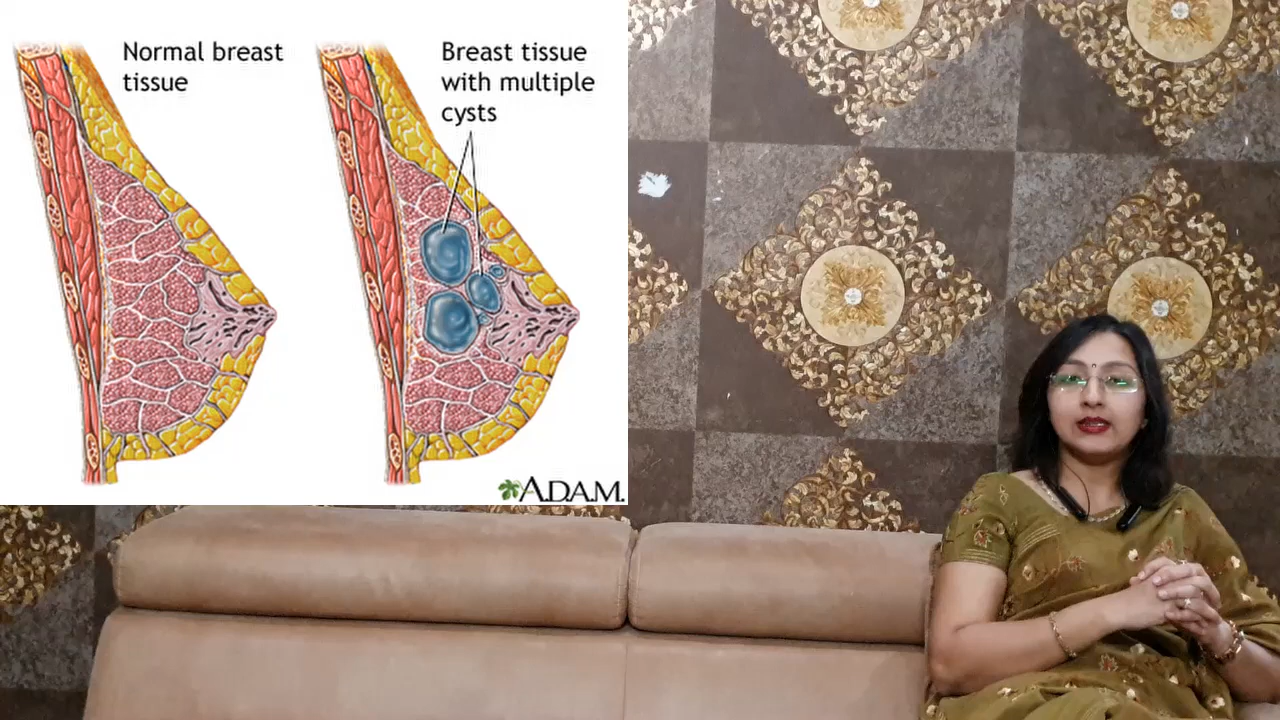 Normal breast
tissue
Breast tissue
with multiple
cysts
A.D.A.M.